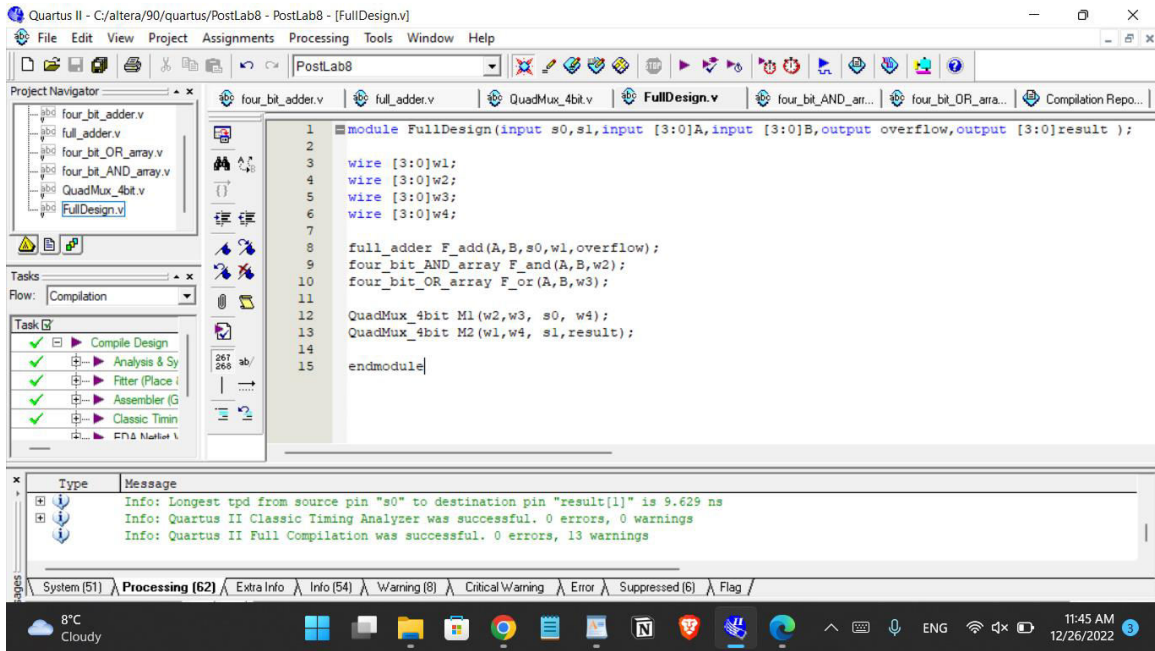 Quartus II - C:/altera/90/quartus/PostLab8 - PostLab8 - [FullDesign.v]
File Edit View Project Assignments Processing Tools Window Help
PostLab8
Project Navigator
four_bit_adder.v
full_adder.v
four_bit_OR_array.v
four_bit_AND_array.v
QuadMux_4bit.v
FullDesign.v
four_bit_adder.v full_adder.v QuadMux_4bit.v FullDesign.v four_bit_AND_arr... four_bit_OR_arra... Compilation Repo...
1 module FullDesign(input s0,s1,input [3:0]A,input [3:0]B,output overflow,output [3:0]result );
2
3 wire [3:0]w1;
4 wire [3:0]w2;
5 wire [3:0]w3;
6 wire [3:0]w4;
7
8 full_adder F_add(A,B,s0,w1,overflow);
9 four_bit_AND_array F_and(A,B,w2);
10 four_bit_OR_array F_or(A,B,w3);
11
12 QuadMux_4bit M1(w2,w3, s0, w4);
13 QuadMux_4bit M2(w1,w4, s1,result);
14
15 endmodule
267
268 ab/
Tasks
Flow: Compilation
Task
Compile Design
Analysis & Sy
Fitter (Place &
Assembler (G
Classic Timin
EDA Netlist
Type Message
Info: Longest tpd from source pin "s0" to destination pin "result[1]" is 9.629 ns
Info: Quartus II Classic Timing Analyzer was successful. 0 errors, 0 warnings
Info: Quartus II Full Compilation was successful. 0 errors, 13 warnings
System (51) Processing (62) Extra Info Info (54) Warning (8) Critical Warning Error Suppressed (6) Flag
8°C
Cloudy
ENG
11:45 AM
12/26/2022
3